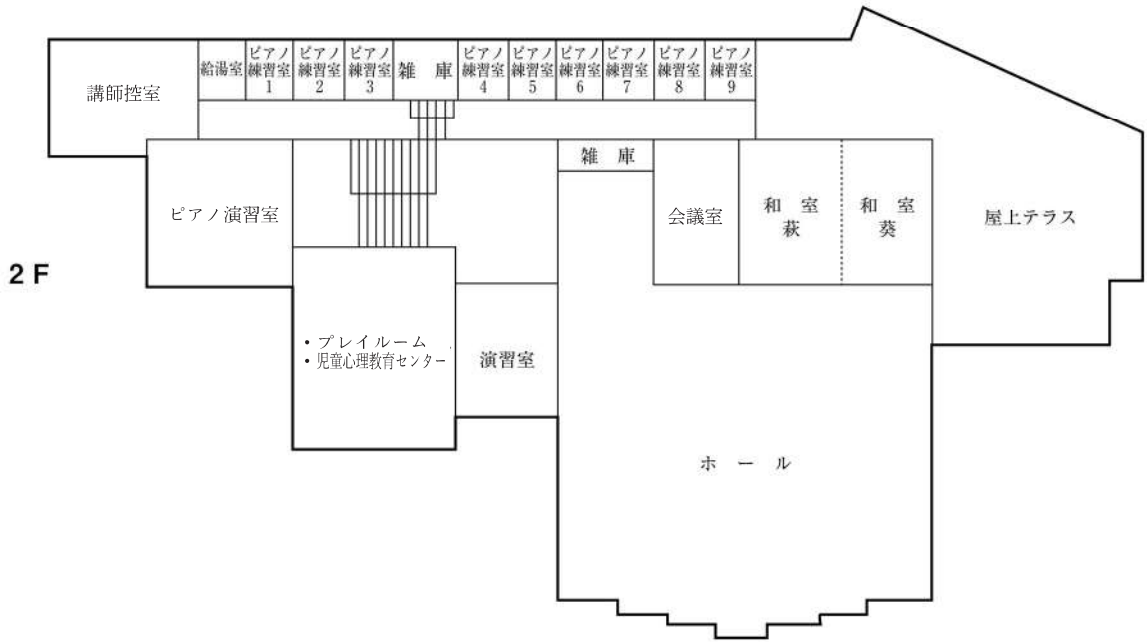 講師控室
給湯室
ピアノ
練習室
1
ピアノ
練習室
2
ピアノ
練習室
3
雑 庫
ピアノ
練習室
4
ピアノ
練習室
5
ピアノ
練習室
6
ピアノ
練習室
7
ピアノ
練習室
8
ピアノ
練習室
9
ピアノ演習室
雑 庫
会議室
和 室
萩
和 室
葵
屋上テラス
2 F
・プレイルーム
・児童心理教育センター
演習室
ホ ー ル